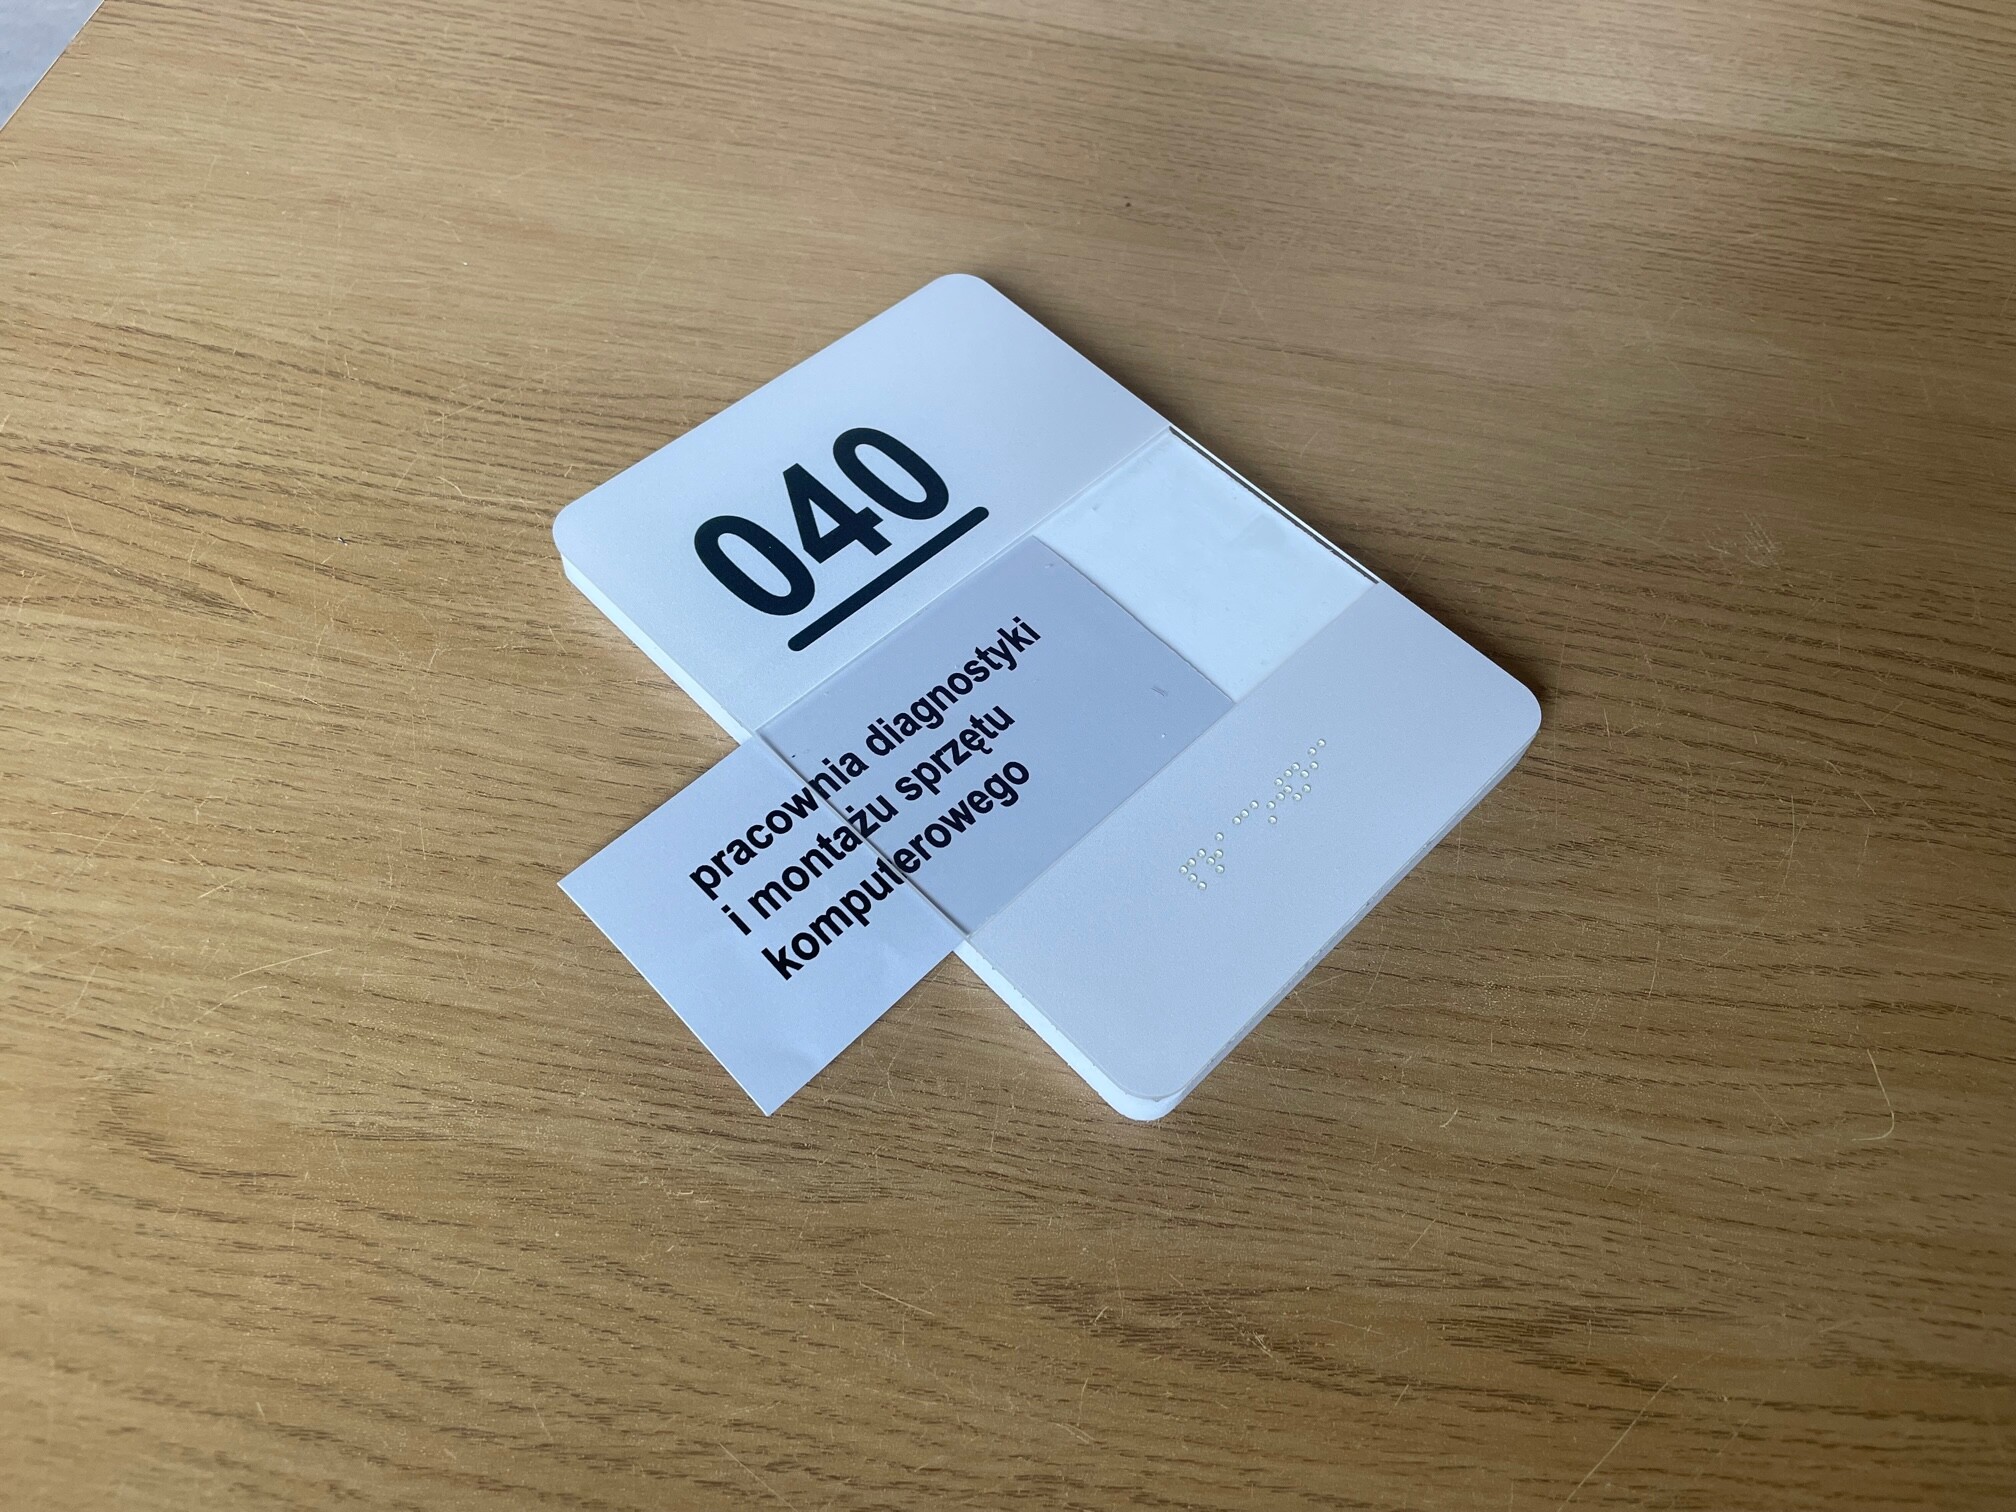 040
pracownia diagnostyki
i montażu sprzętu
komputerowego